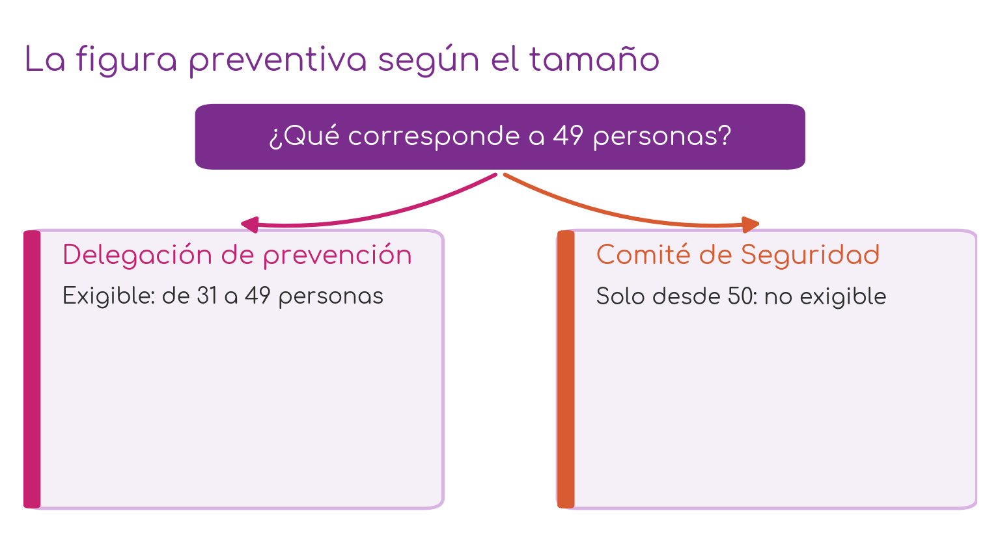 La figura preventiva según el tamaño
¿Qué corresponde a 49 personas?
Delegación de prevención
Exigible: de 31 a 49 personas
Comité de Seguridad
Solo desde 50: no exigible